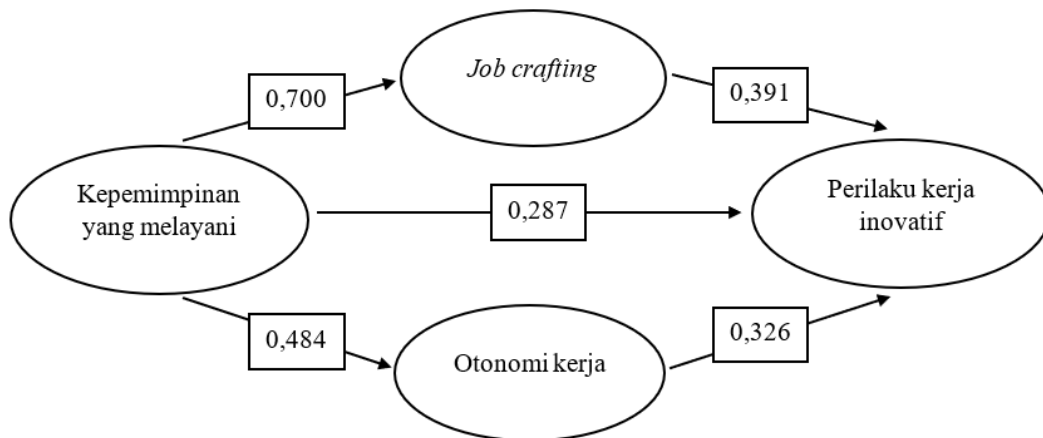 Job crafting
0,700
0,391
Kepemimpinan
yang melayani
0,287
Perilaku kerja
inovatif
0,484
Otonomi kerja
0,326